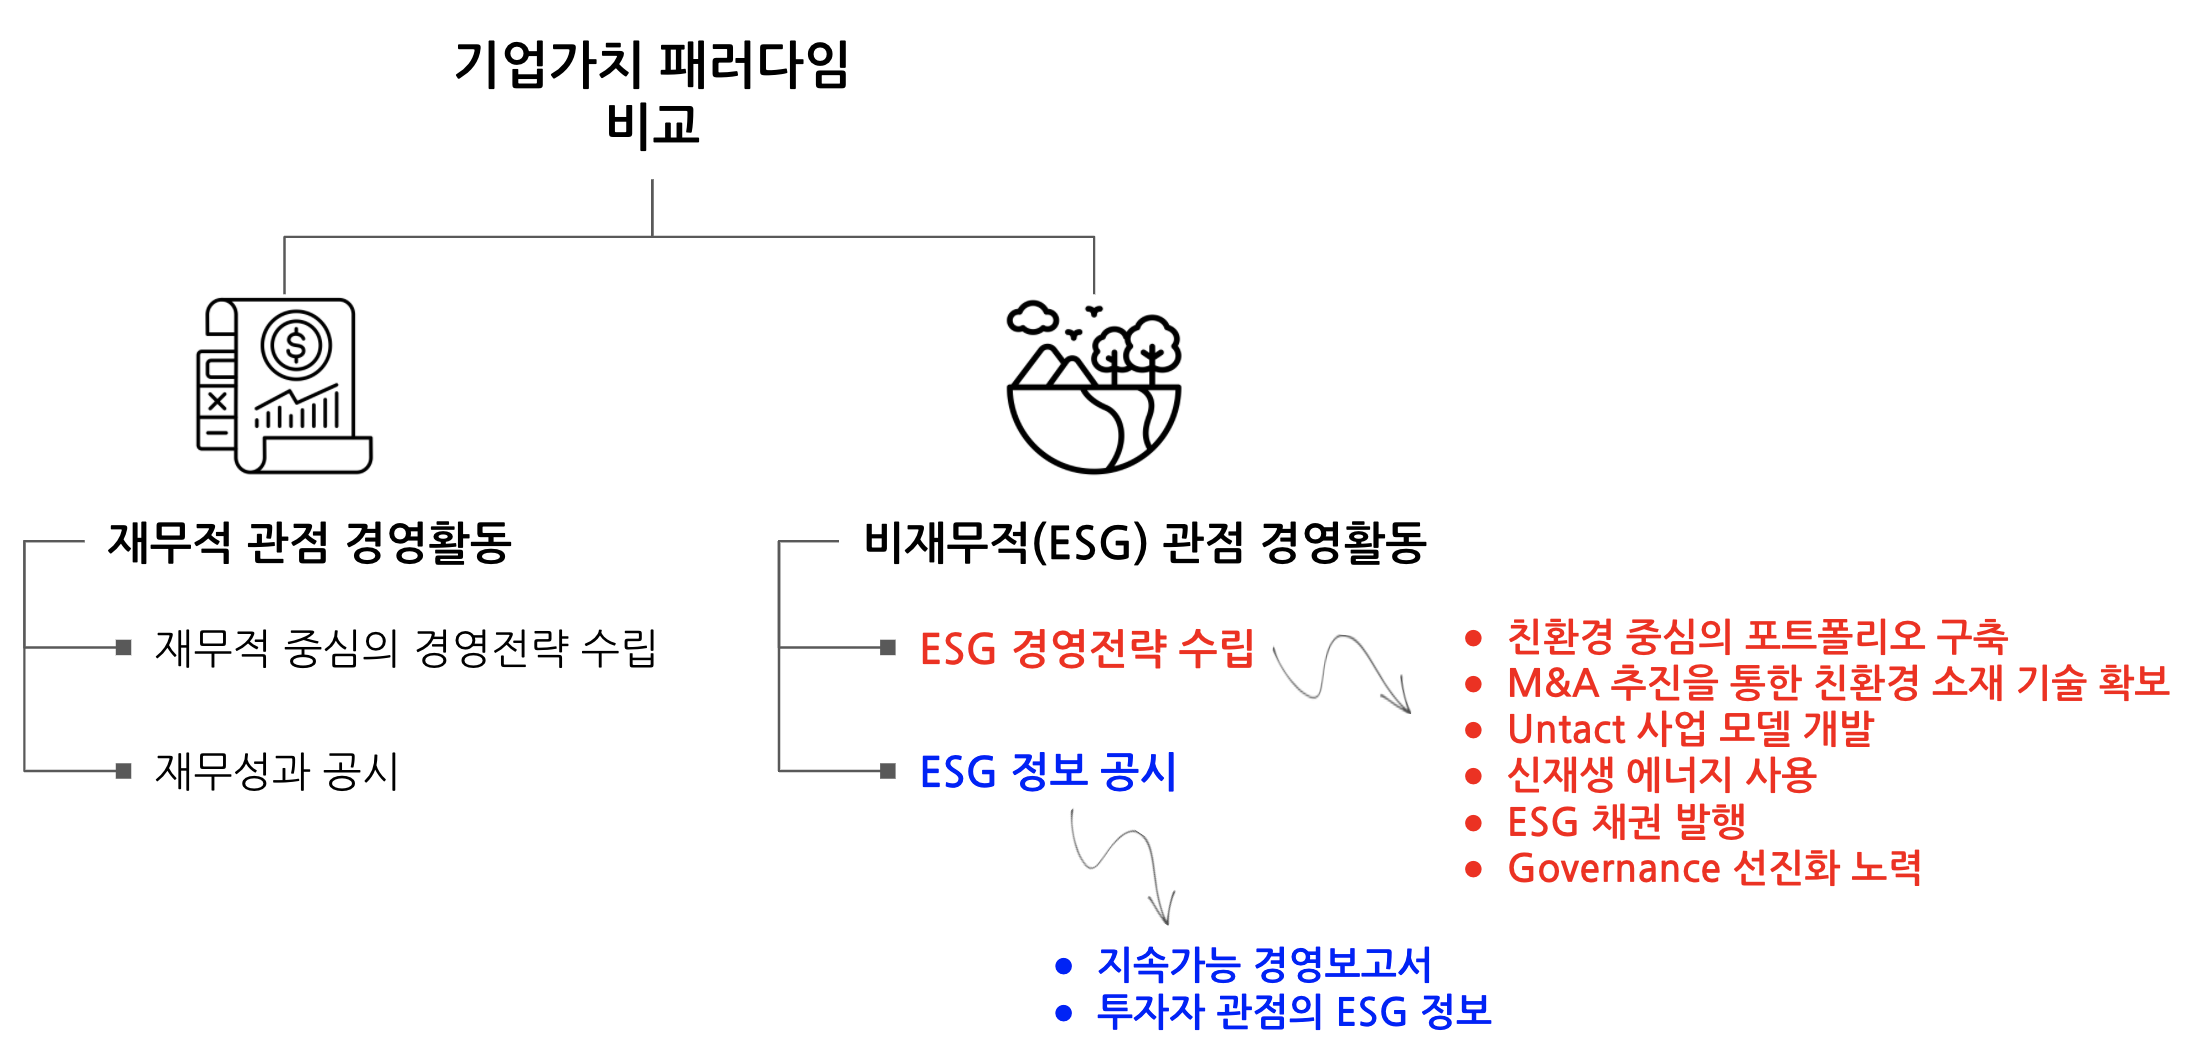 기업가치 패러다임
비교
재무적 관점 경영활동
재무적 중심의 경영전략 수립
재무성과 공시
비재무적(ESG) 관점 경영활동
ESG 경영전략 수립
ESG 정보 공시
● 친환경 중심의 포트폴리오 구축
● M&A 추진을 통한 친환경 소재 기술 확보
● Untact 사업 모델 개발
● 신재생 에너지 사용
● ESG 채권 발행
● Governance 선진화 노력
● 지속가능 경영보고서
● 투자자 관점의 ESG 정보